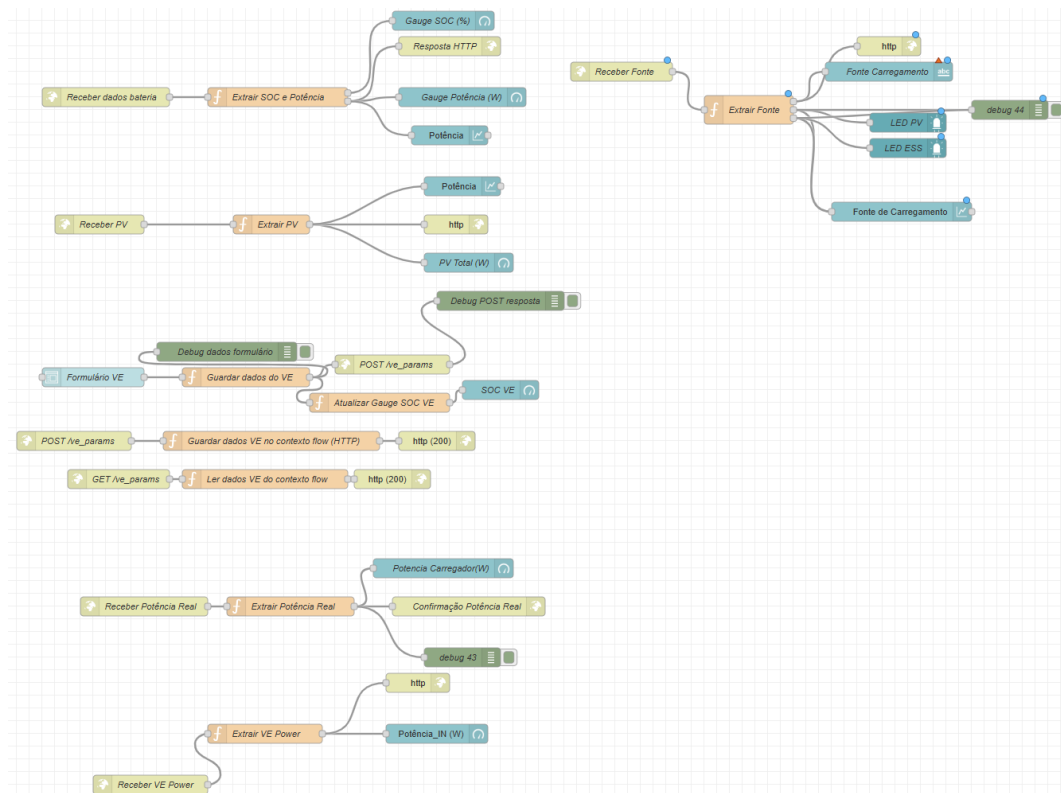 Gauge SOC (%)
Resposta HTTP
Receber dados bateria
Extrair SOC e Potência
Gauge Potência (W)
Potência
Receber PV
Extrair PV
Potência
http
PV Total (W)
Debug POST resposta
Debug dados formulário
Formulário VE
Guardar dados do VE
POST /ve_params
Atualizar Gauge SOC VE
SOC VE
POST /ve_params
Guardar dados VE no contexto flow (HTTP)
http (200)
GET /ve_params
Ler dados VE do contexto flow
http (200)
Potencia Carregador(W)
Receber Potência Real
Extrair Potência Real
Confirmação Potência Real
debug 43
http
Extrair VE Power
Potência_IN (W)
Receber VE Power
Receber Fonte
http
Fonte Carregamento
abc
Extrair Fonte
debug 44
LED PV
LED ESS
Fonte de Carregamento